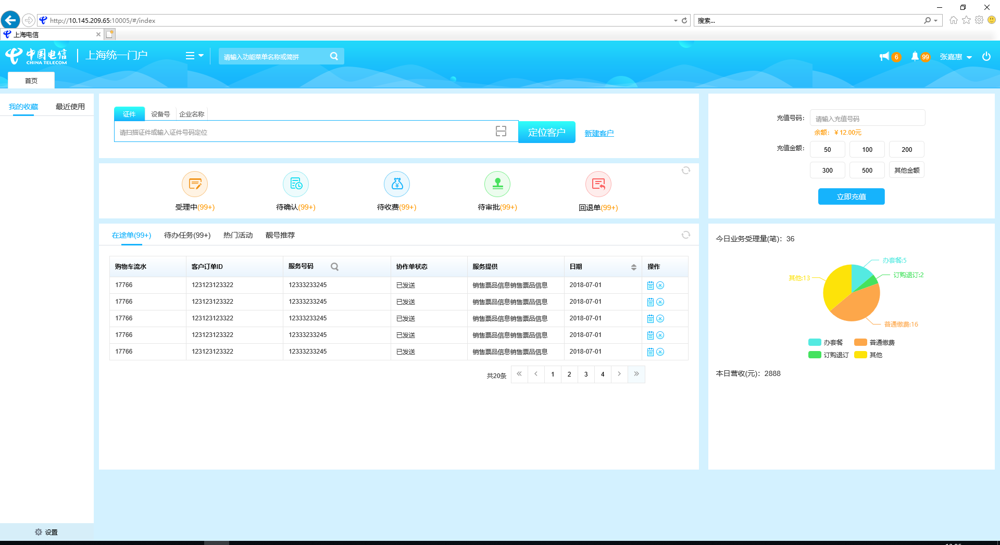 http://10.145.209.65:10005/#/index
搜索...
上海电信
中国电信
CHINA TELECOM
上海统一门户
请输入功能菜单名称或简拼
6
99
张嘉惠
首页
我的收藏
最近使用
证件
设备号
企业名称
请扫描证件或输入证件号码定位
定位客户
新建客户
充值号码：
请输入充值号码
余额：￥12.00元
充值金额：
50
100
200
300
500
其他金额
立即充值
受理中(99+)
待确认(99+)
待收费(99+)
待审批(99+)
回退单(99+)
在途单(99+)
待办任务(99+)
热门活动
靓号推荐
购物车流水
客户订单ID
服务号码
协作单状态
服务提供
日期
操作
17766 123123123322 12333233245 已发送 销售票品信息销售票品信息 2018-07-01
17766 123123123322 12333233245 已发送 销售票品信息销售票品信息 2018-07-01
17766 123123123322 12333233245 已发送 销售票品信息销售票品信息 2018-07-01
17766 123123123322 12333233245 已发送 销售票品信息销售票品信息 2018-07-01
17766 123123123322 12333233245 已发送 销售票品信息销售票品信息 2018-07-01
共20条
1
2
3
4
今日业务受理量(笔)：36
办套餐:5
订购退订:2
其他:13
普通缴费:16
办套餐
普通缴费
订购退订
其他
本日营收(元)：2888
设置